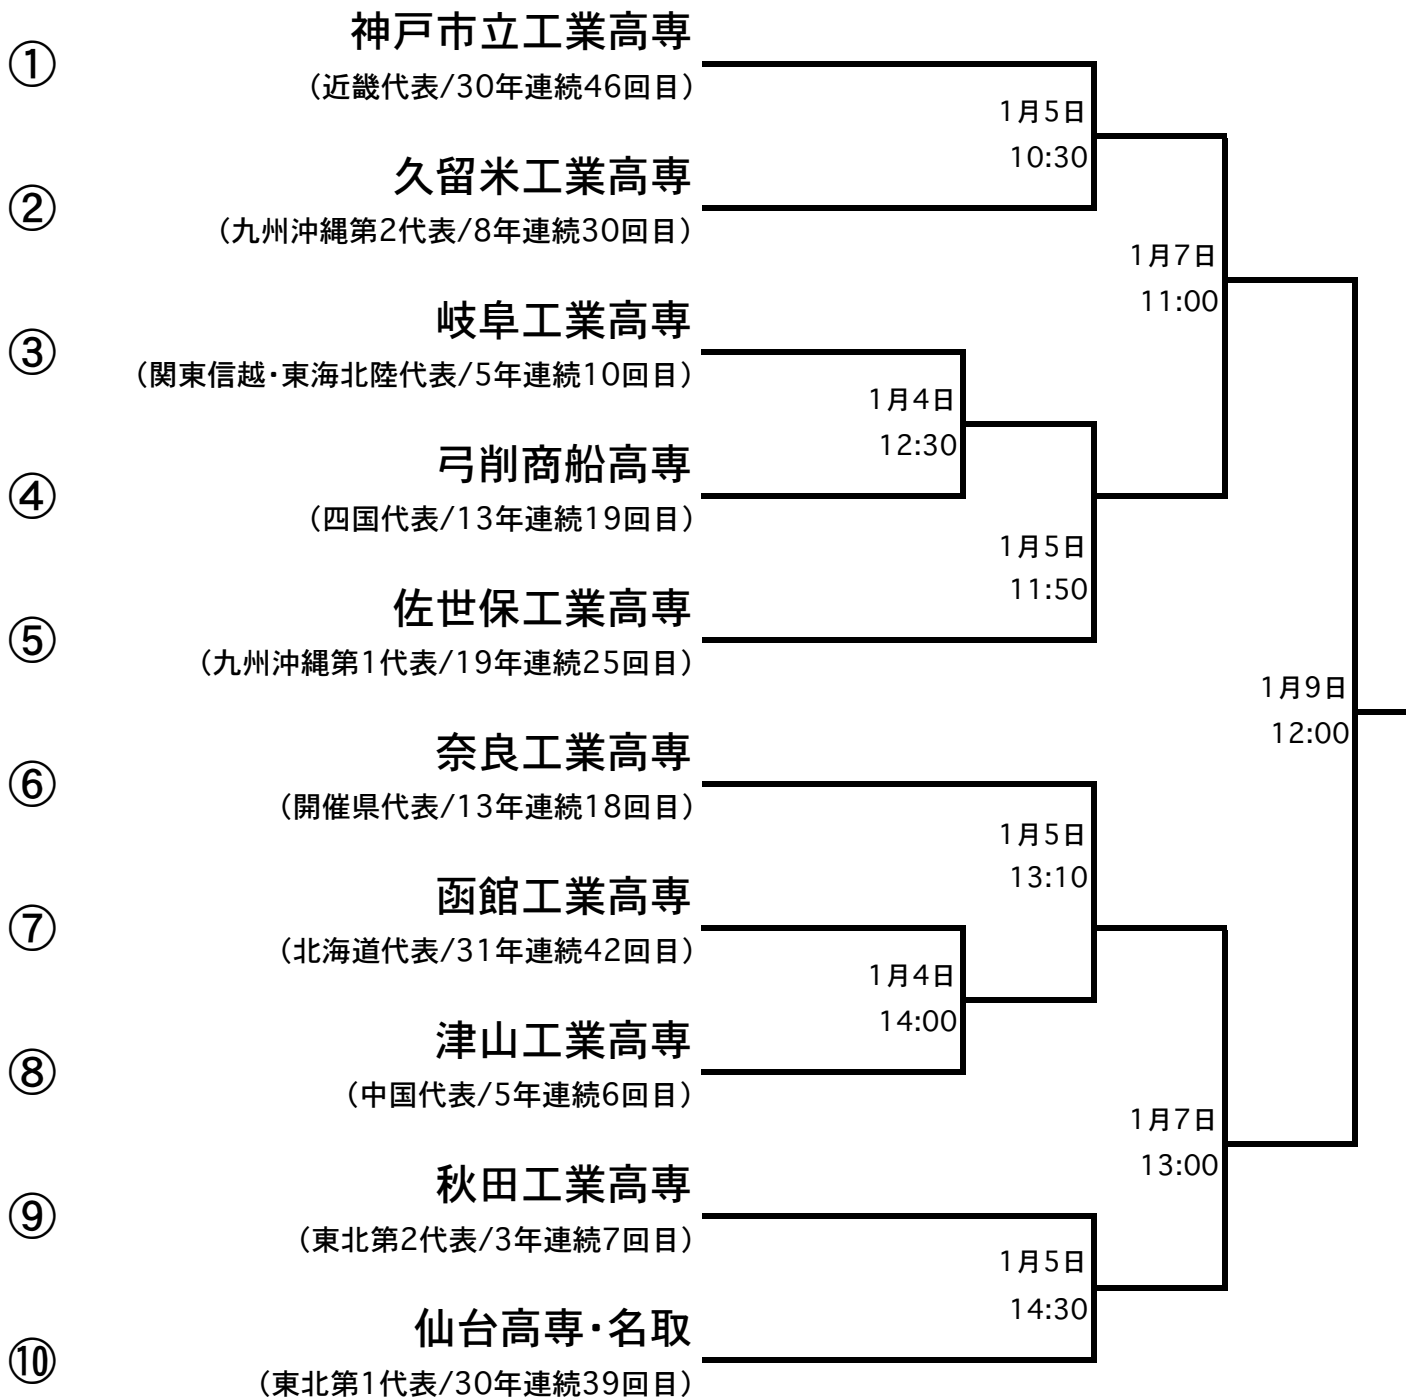 ①
神戸市立工業高専
(近畿代表/30年連続46回目)
1月5日
10:30
②
久留米工業高専
(九州沖縄第2代表/8年連続30回目)
1月7日
11:00
③
岐阜工業高専
(関東信越・東海北陸代表/5年連続10回目)
1月4日
12:30
④
弓削商船高専
(四国代表/13年連続19回目)
1月5日
11:50
⑤
佐世保工業高専
(九州沖縄第1代表/19年連続25回目)
1月9日
12:00
⑥
奈良工業高専
(開催県代表/13年連続18回目)
1月5日
13:10
⑦
函館工業高専
(北海道代表/31年連続42回目)
1月4日
14:00
⑧
津山工業高専
(中国代表/5年連続6回目)
1月7日
13:00
⑨
秋田工業高専
(東北第2代表/3年連続7回目)
1月5日
14:30
⑩
仙台高専・名取
(東北第1代表/30年連続39回目)